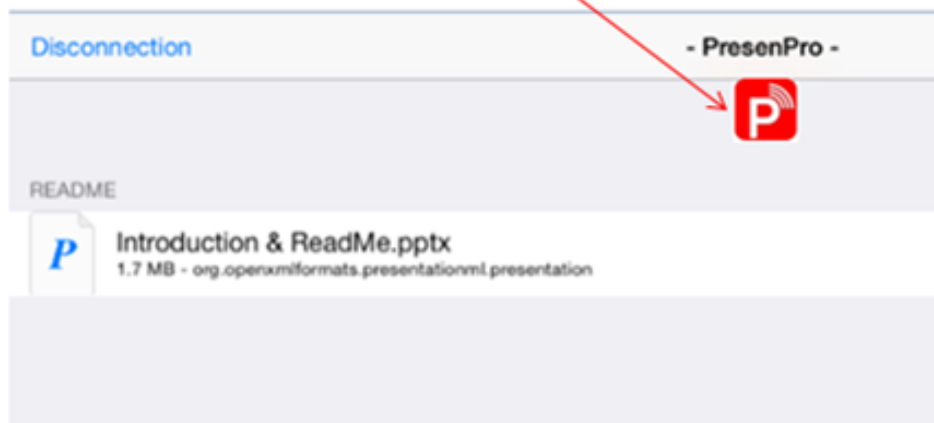 Disconnection
- PresenPro -
P
README
P
Introduction & ReadMe.pptx
1.7 MB - org.openxmlformats.presentationml.presentation